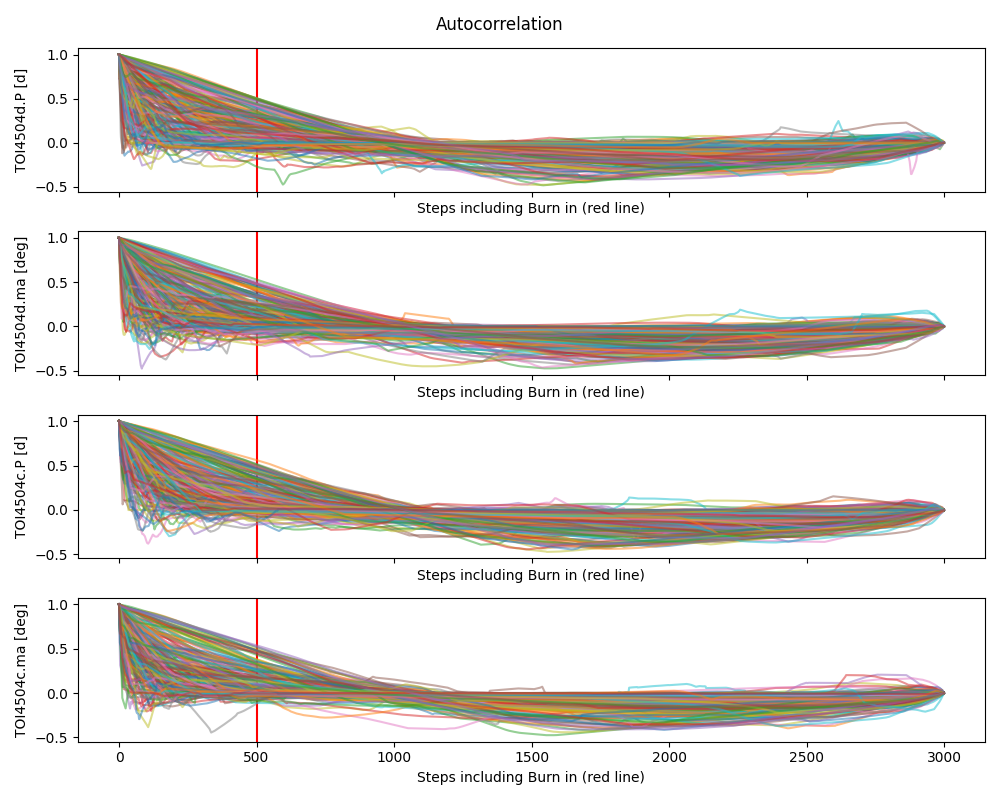 Autocorrelation
1.0
0.5
0.0
−0.5
TOI4504d.P [d]
Steps including Burn in (red line)
1.0
0.5
0.0
−0.5
TOI4504d.ma [deg]
Steps including Burn in (red line)
1.0
0.5
0.0
−0.5
TOI4504c.P [d]
Steps including Burn in (red line)
1.0
0.5
0.0
−0.5
TOI4504c.ma [deg]
0 500 1000 1500 2000 2500 3000
Steps including Burn in (red line)